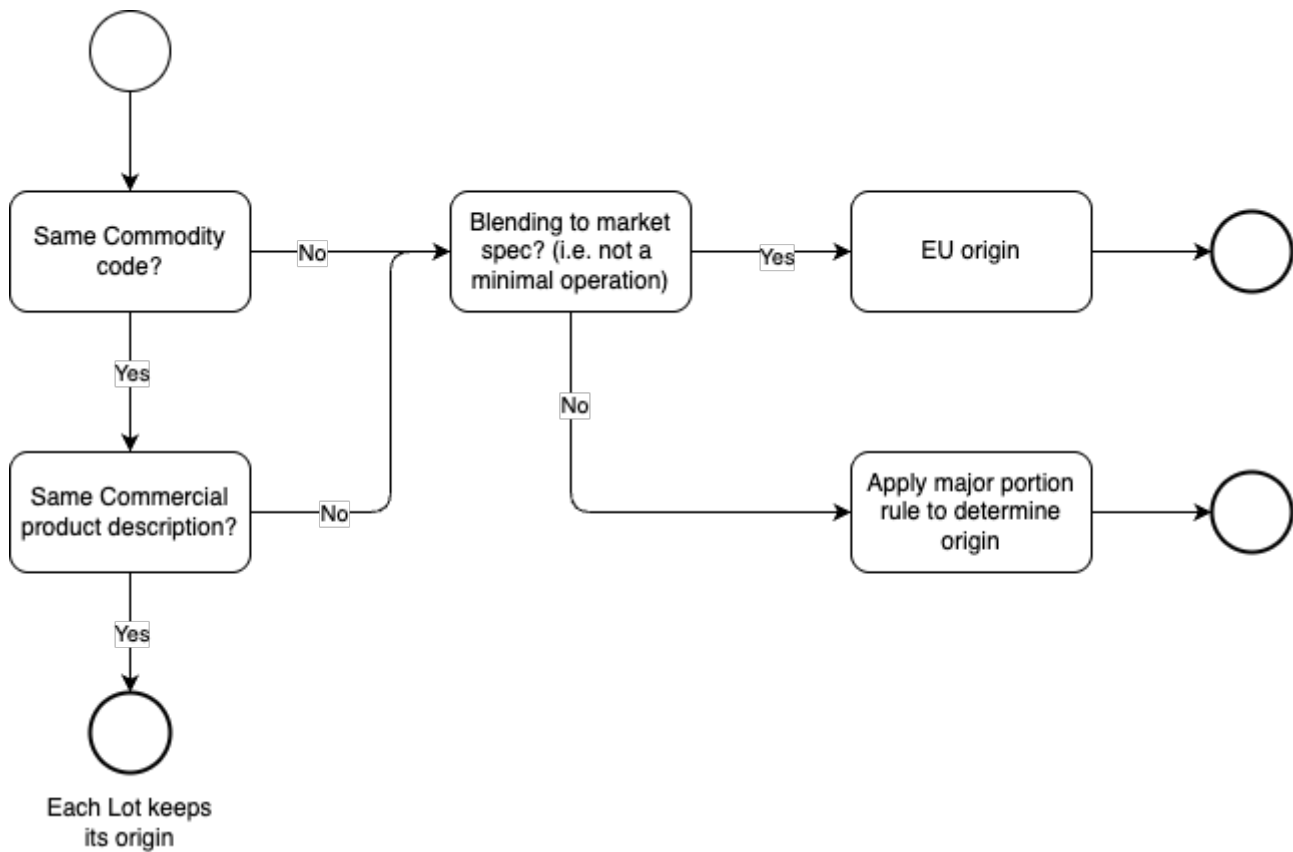 Same Commodity
code?
No
Blending to market
spec? (i.e. not a
minimal operation)
Yes
EU origin
Yes
No
Same Commercial
product description?
No
Apply major portion
rule to determine
origin
Yes
Each Lot keeps
its origin